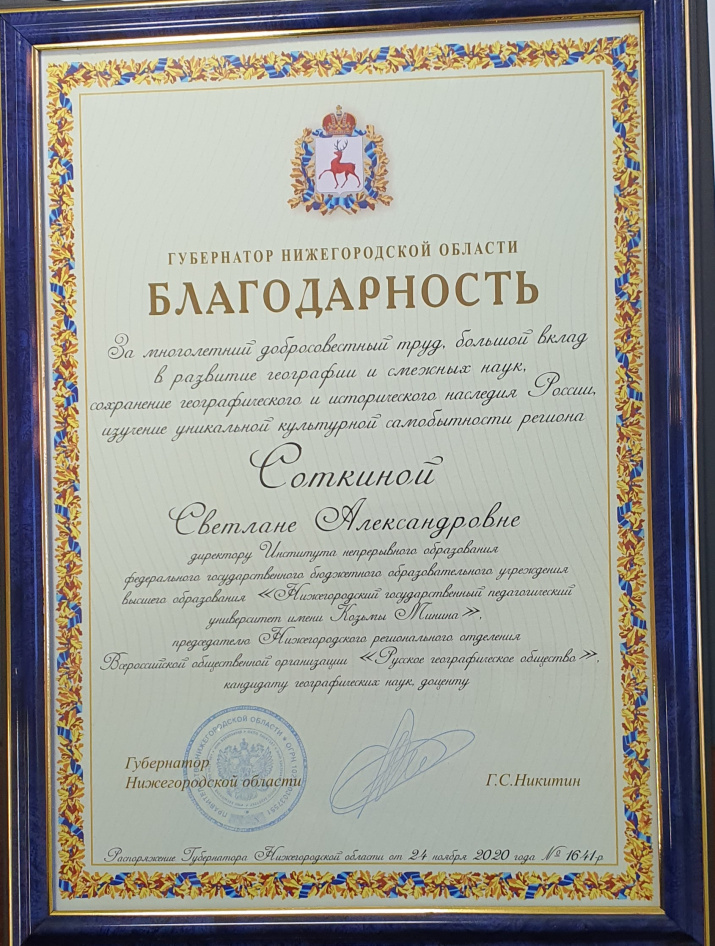 ГУБЕРНАТОР НИЖЕГОРОДСКОЙ ОБЛАСТИ
БЛАГОДАРНОСТЬ
За многолетний добросовестный труд, большой вклад
в развитие географии и смежных наук,
сохранение географического и исторического наследия России,
изучение уникальной культурной самобытности региона
Соткиной
Светлане Александровне
директору Института непрерывного образования
федерального государственного бюджетного образовательного учреждения
высшего образования «Нижегородский государственный педагогический
университет имени Козьмы Минина»,
председателю Нижегородского регионального отделения
Всероссийской общественной организации «Русское географическое общество»,
кандидату географических наук, доценту
Губернатор
Нижегородской области
Г.С.Никитин
Распоряжение Губернатора Нижегородской области от 24 ноября 2020 года № 1641-р